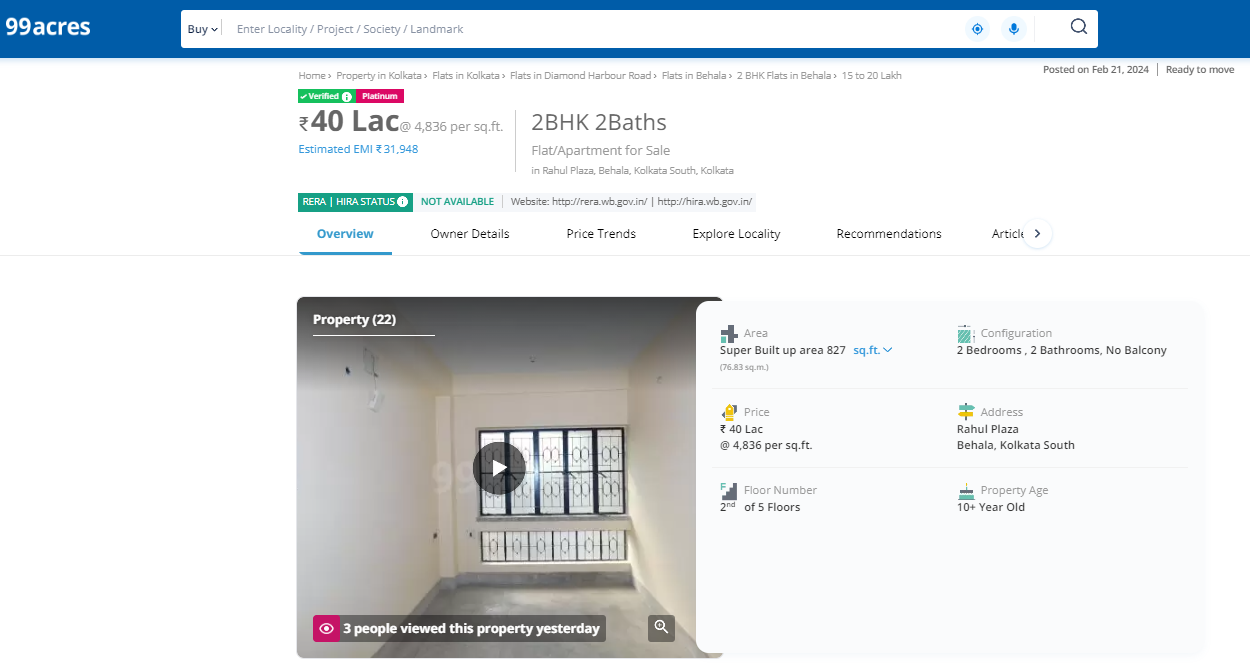 99acres
Buy Enter Locality / Project / Society / Landmark
Posted on Feb 21, 2024 | Ready to move
Home › Property in Kolkata › Flats in Kolkata › Flats in Diamond Harbour Road › Flats in Behala › 2 BHK Flats in Behala › 15 to 20 Lakh
Verified Platinum
₹40 Lac @ 4,836 per sq.ft.
Estimated EMI ₹31,948
2BHK 2Baths
Flat/Apartment for Sale
in Rahul Plaza, Behala, Kolkata South, Kolkata
RERA | HIRA STATUS NOT AVAILABLE Website: http://rera.wb.gov.in/ | http://hira.wb.gov.in/
Overview Owner Details Price Trends Explore Locality Recommendations Article
Property (22)
99
3 people viewed this property yesterday
Area
Super Built up area 827 sq.ft.
(76.83 sq.m.)
Configuration
2 Bedrooms , 2 Bathrooms, No Balcony
Price
₹ 40 Lac
@ 4,836 per sq.ft.
Address
Rahul Plaza
Behala, Kolkata South
Floor Number
2nd of 5 Floors
Property Age
10+ Year Old